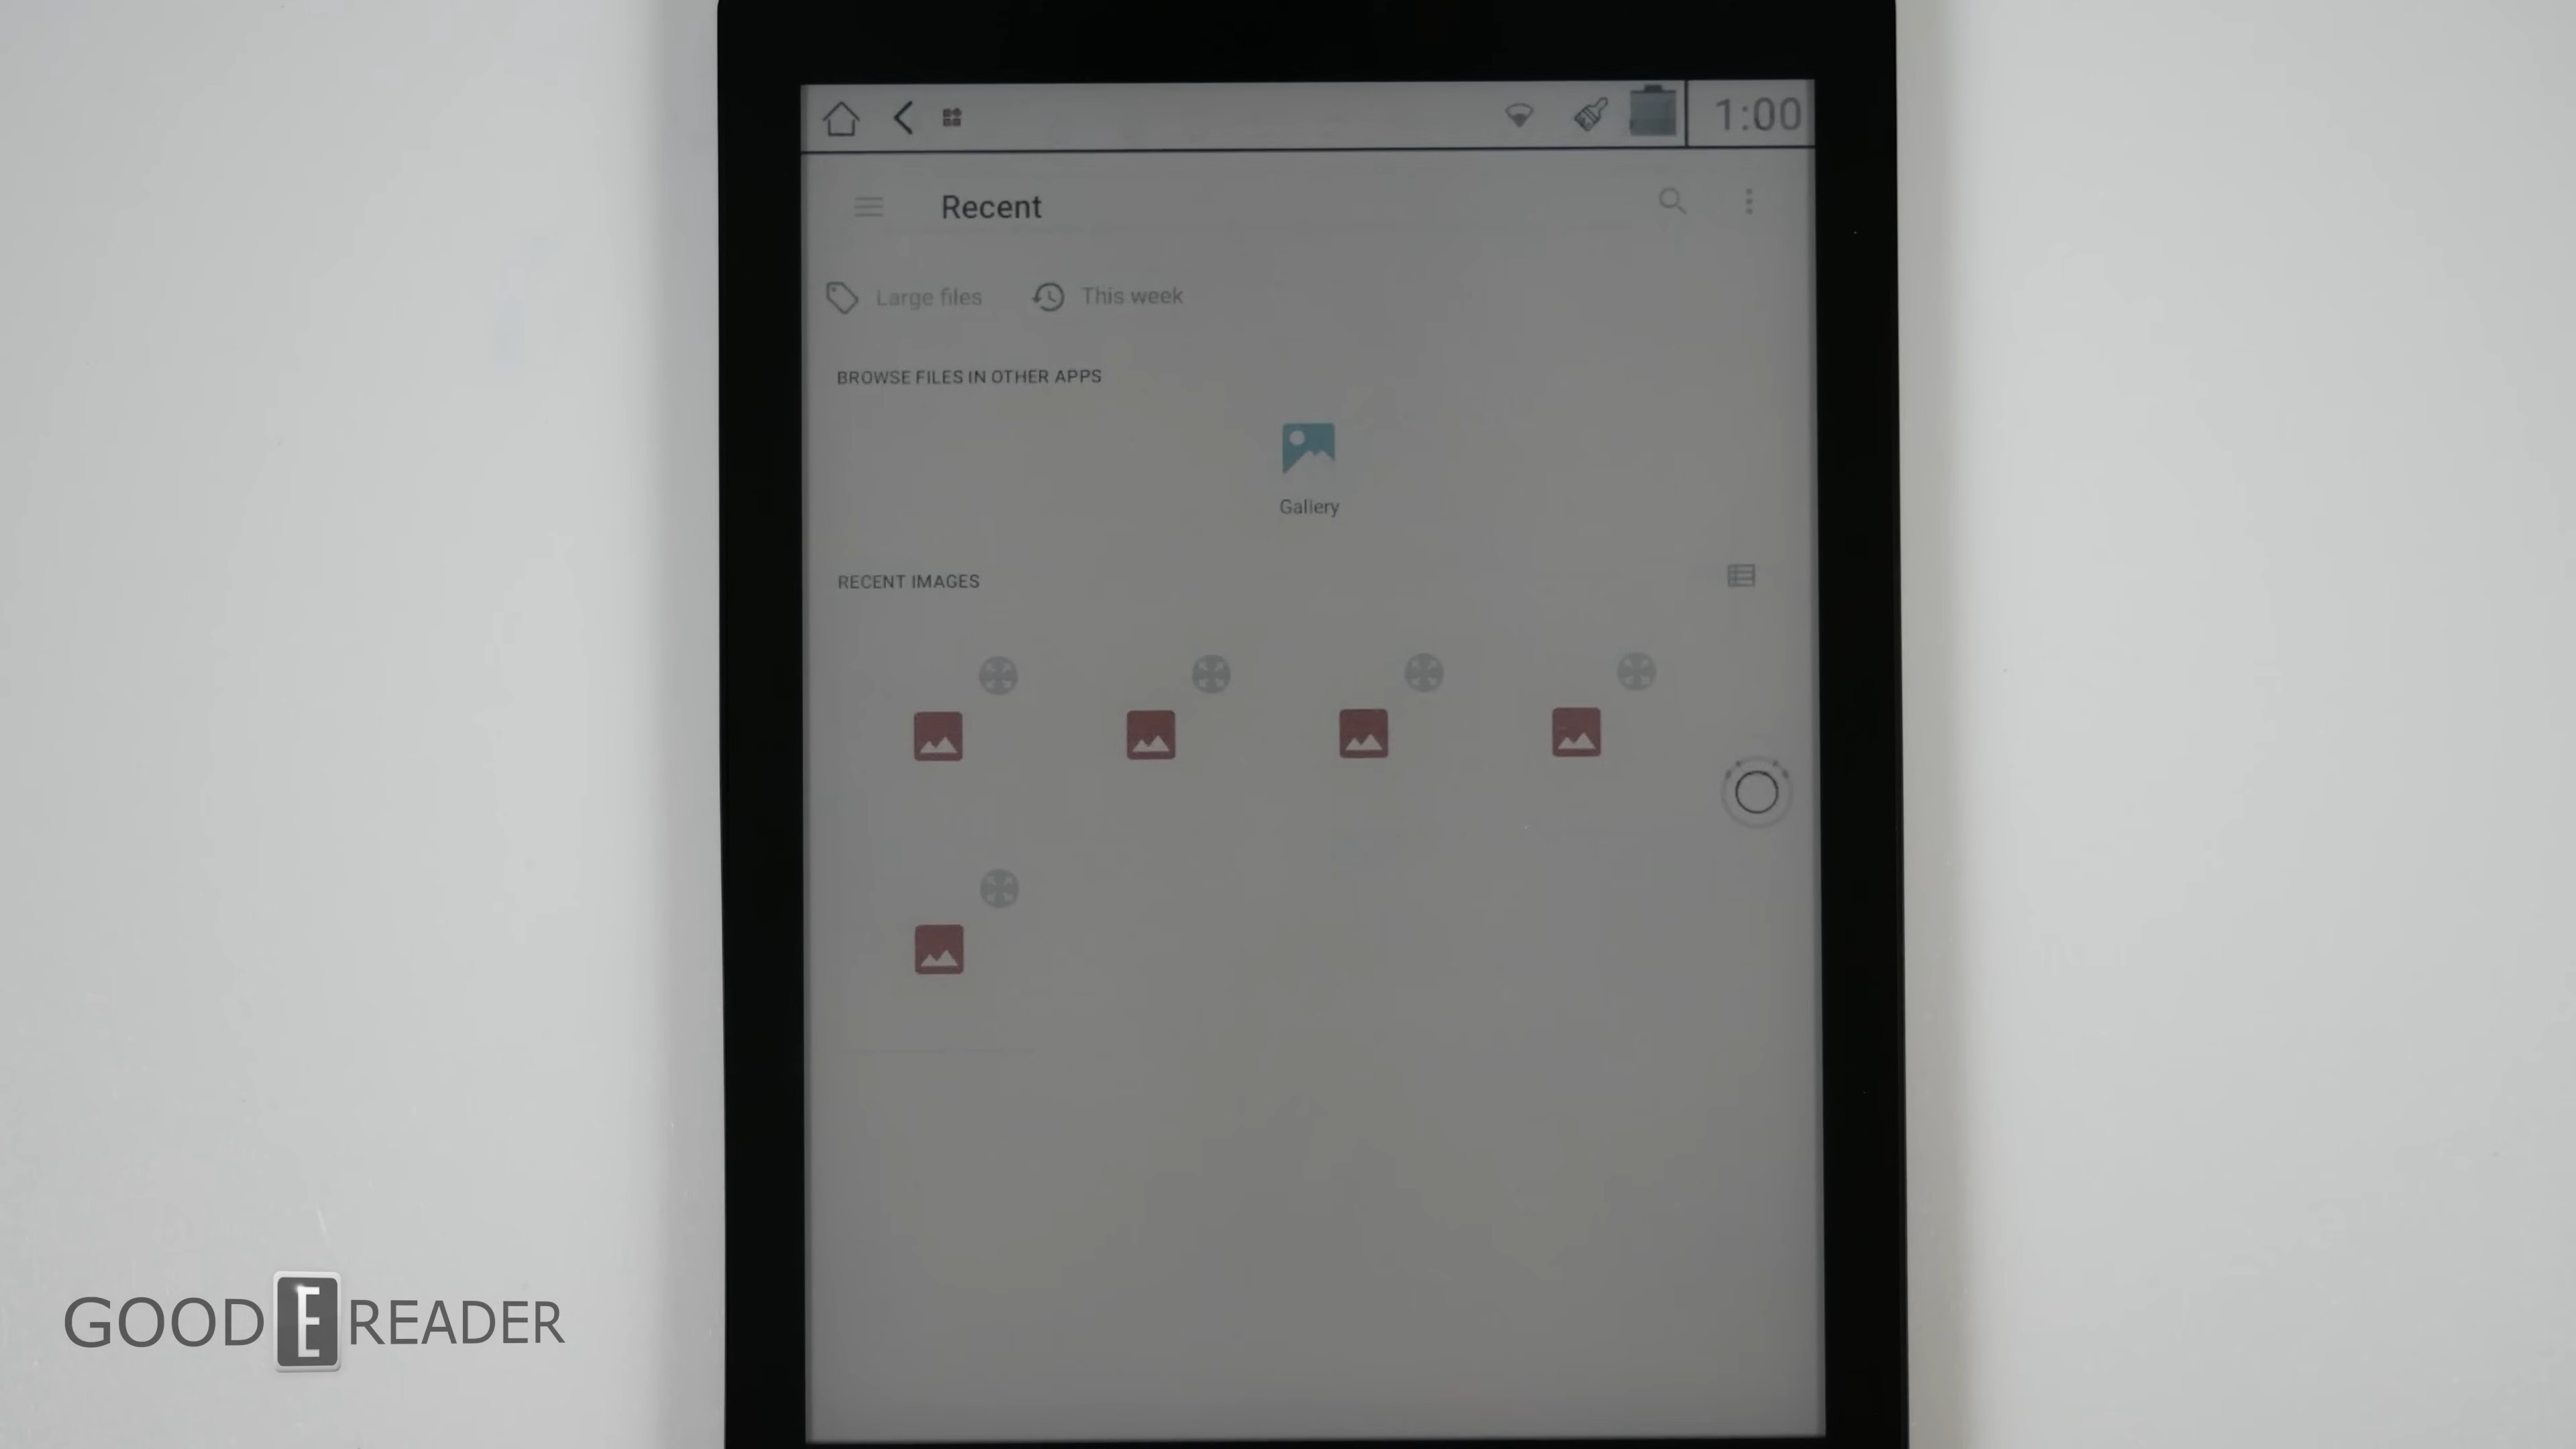 1:00
Recent
Large files
This week
BROWSE FILES IN OTHER APPS
Gallery
RECENT IMAGES
GOOD E READER